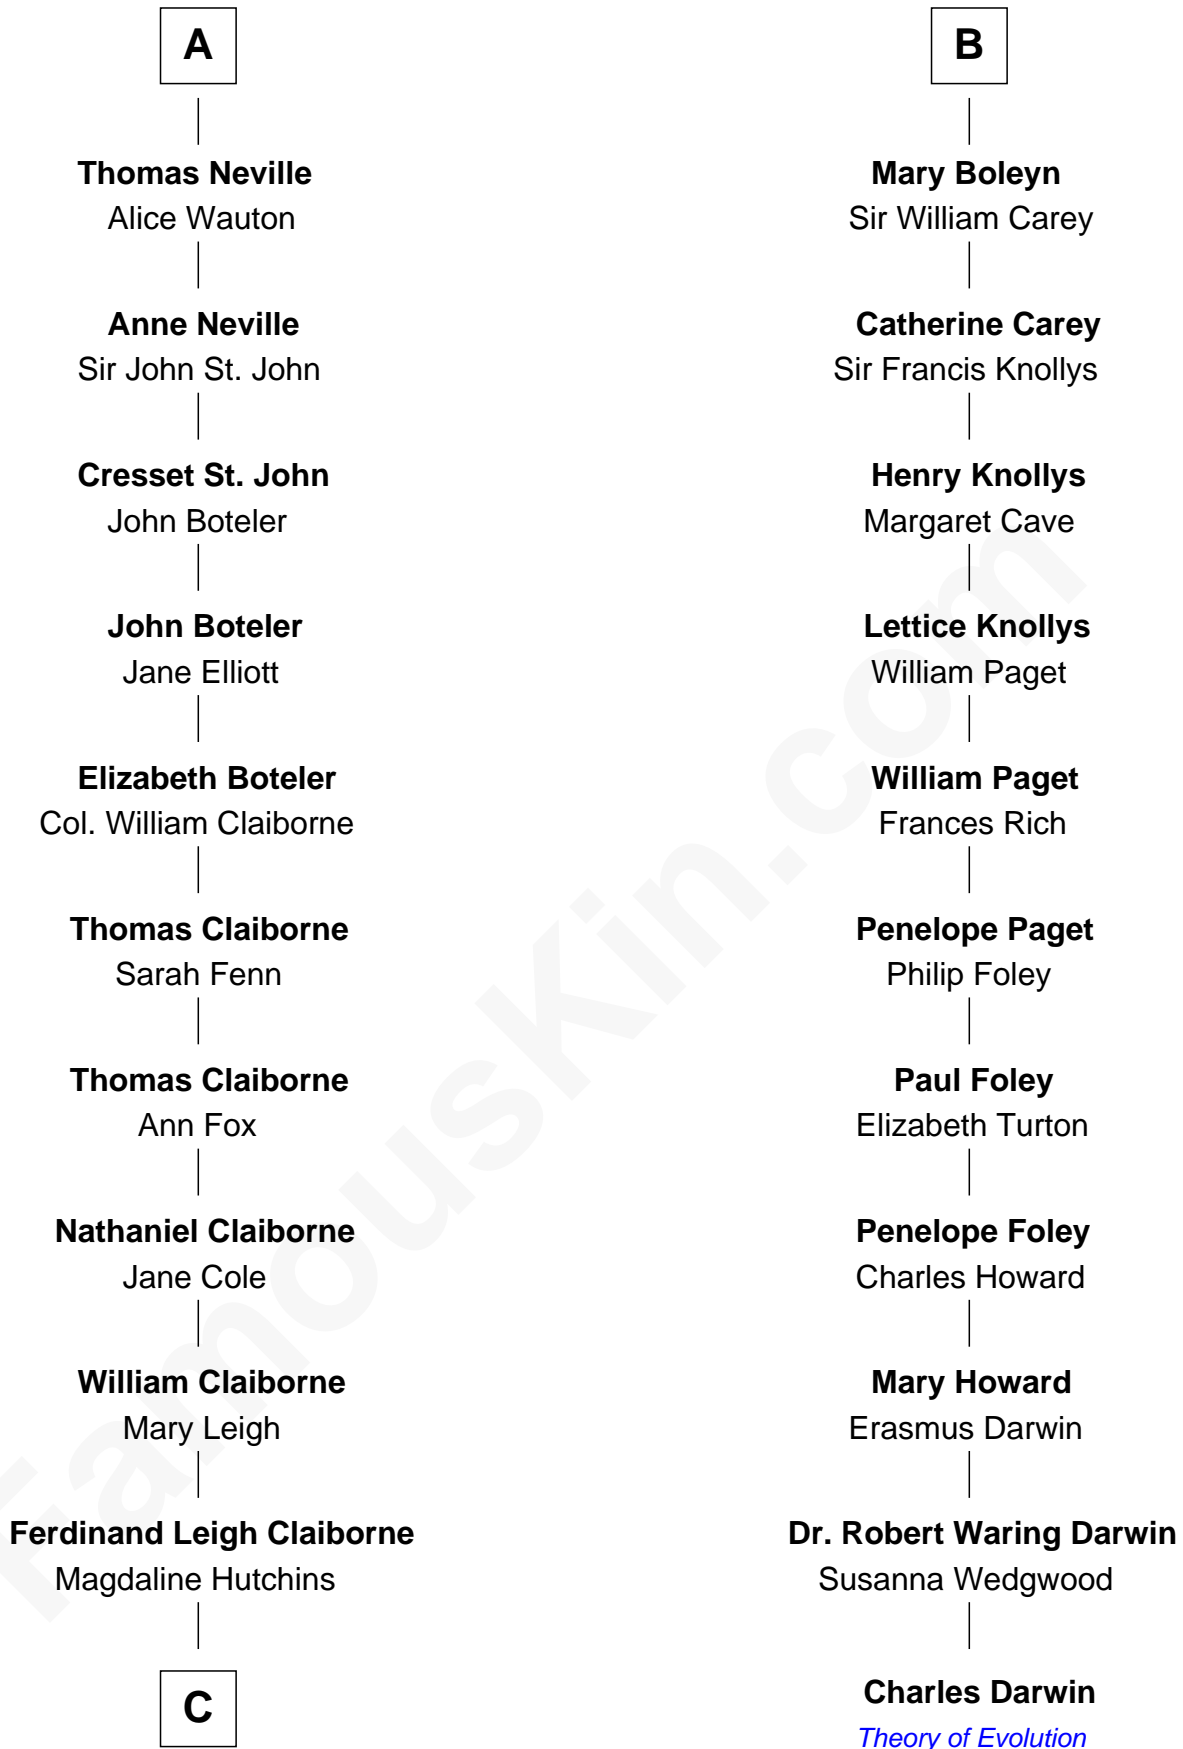 A
Thomas Neville
Alice Wauton
Anne Neville
Sir John St. John
Cresset St. John
John Boteler
John Boteler
Jane Elliott
Elizabeth Boteler
Col. William Claiborne
Thomas Claiborne
Sarah Fenn
Thomas Claiborne
Ann Fox
Nathaniel Claiborne
Jane Cole
William Claiborne
Mary Leigh
Ferdinand Leigh Claiborne
Magdaline Hutchins
C
B
Mary Boleyn
Sir William Carey
Catherine Carey
Sir Francis Knollys
Henry Knollys
Margaret Cave
Lettice Knollys
William Paget
William Paget
Frances Rich
Penelope Paget
Philip Foley
Paul Foley
Elizabeth Turton
Penelope Foley
Charles Howard
Mary Howard
Erasmus Darwin
Dr. Robert Waring Darwin
Susanna Wedgwood
Charles Darwin
Theory of Evolution
FamousKin.com